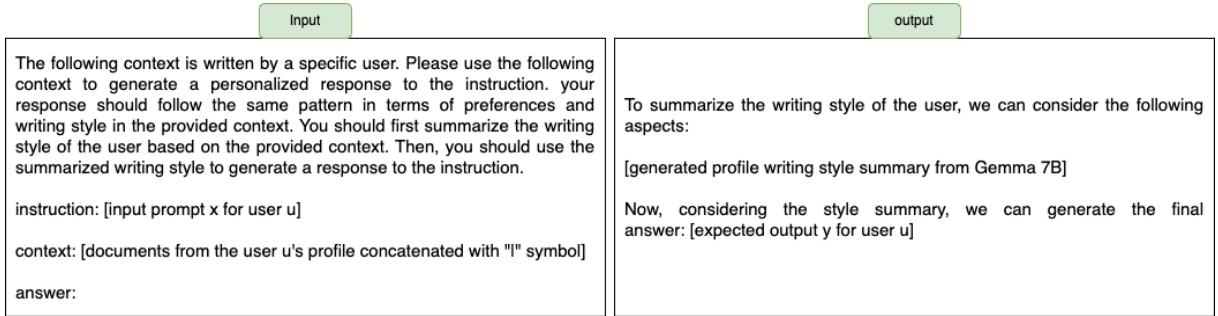 Input
The following context is written by a specific user. Please use the following
context to generate a personalized response to the instruction. your
response should follow the same pattern in terms of preferences and
writing style in the provided context. You should first summarize the writing
style of the user based on the provided context. Then, you should use the
summarized writing style to generate a response to the instruction.
instruction: [input prompt x for user u]
context: [documents from the user u's profile concatenated with "|" symbol]
answer:
output
To summarize the writing style of the user, we can consider the following
aspects:
[generated profile writing style summary from Gemma 7B]
Now, considering the style summary, we can generate the final
answer: [expected output y for user u]